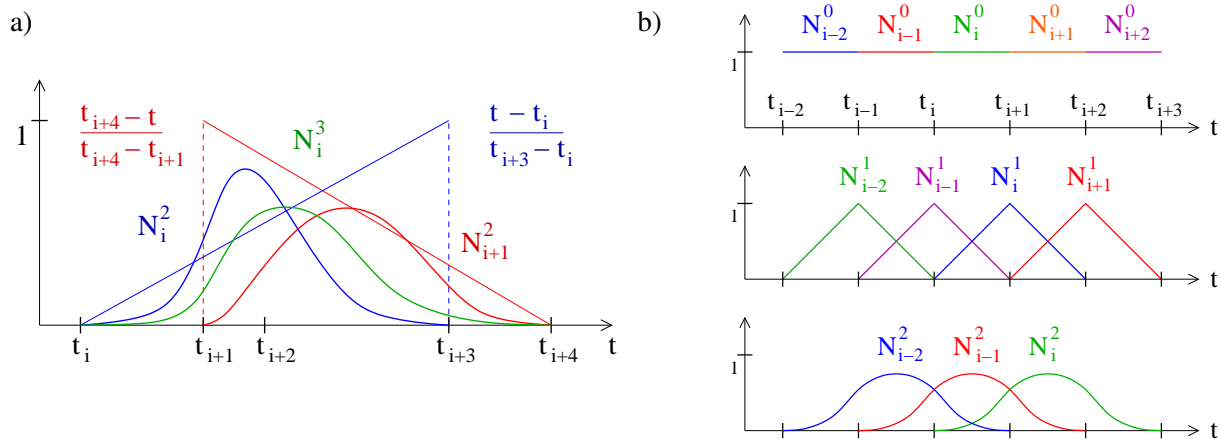 a)
1
t_{i+4} – t
t_{i+4} – t_{i+1}
N_i^3
t – t_i
t_{i+3} – t_i
N_i^2
N_{i+1}^2
t_i t_{i+1} t_{i+2} t_{i+3} t_{i+4} t
b)
N_{i–2}^0 N_{i–1}^0 N_i^0 N_{i+1}^0 N_{i+2}^0
1
t_{i–2} t_{i–1} t_i t_{i+1} t_{i+2} t_{i+3} t
N_{i–2}^1 N_{i–1}^1 N_i^1 N_{i+1}^1
1
t
N_{i–2}^2 N_{i–1}^2 N_i^2
1
t